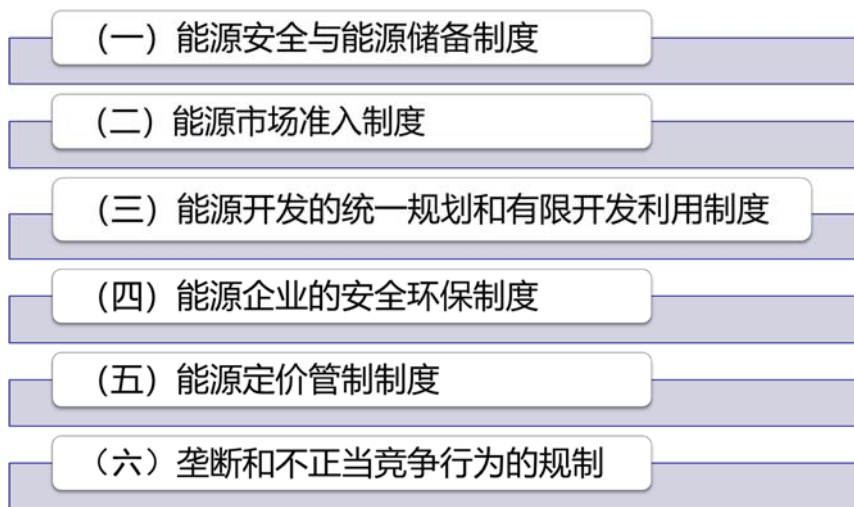 （一）能源安全与能源储备制度
（二）能源市场准入制度
（三）能源开发的统一规划和有限开发利用制度
（四）能源企业的安全环保制度
（五）能源定价管制制度
（六）垄断和不正当竞争行为的规制